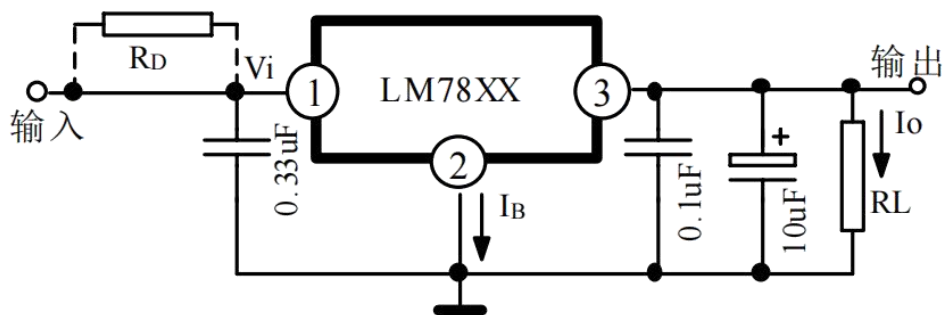 RD
Vi
输入
0.33uF
1
LM78XX
2
3
IB
0.1uF
+
10uF
输出
Io
RL